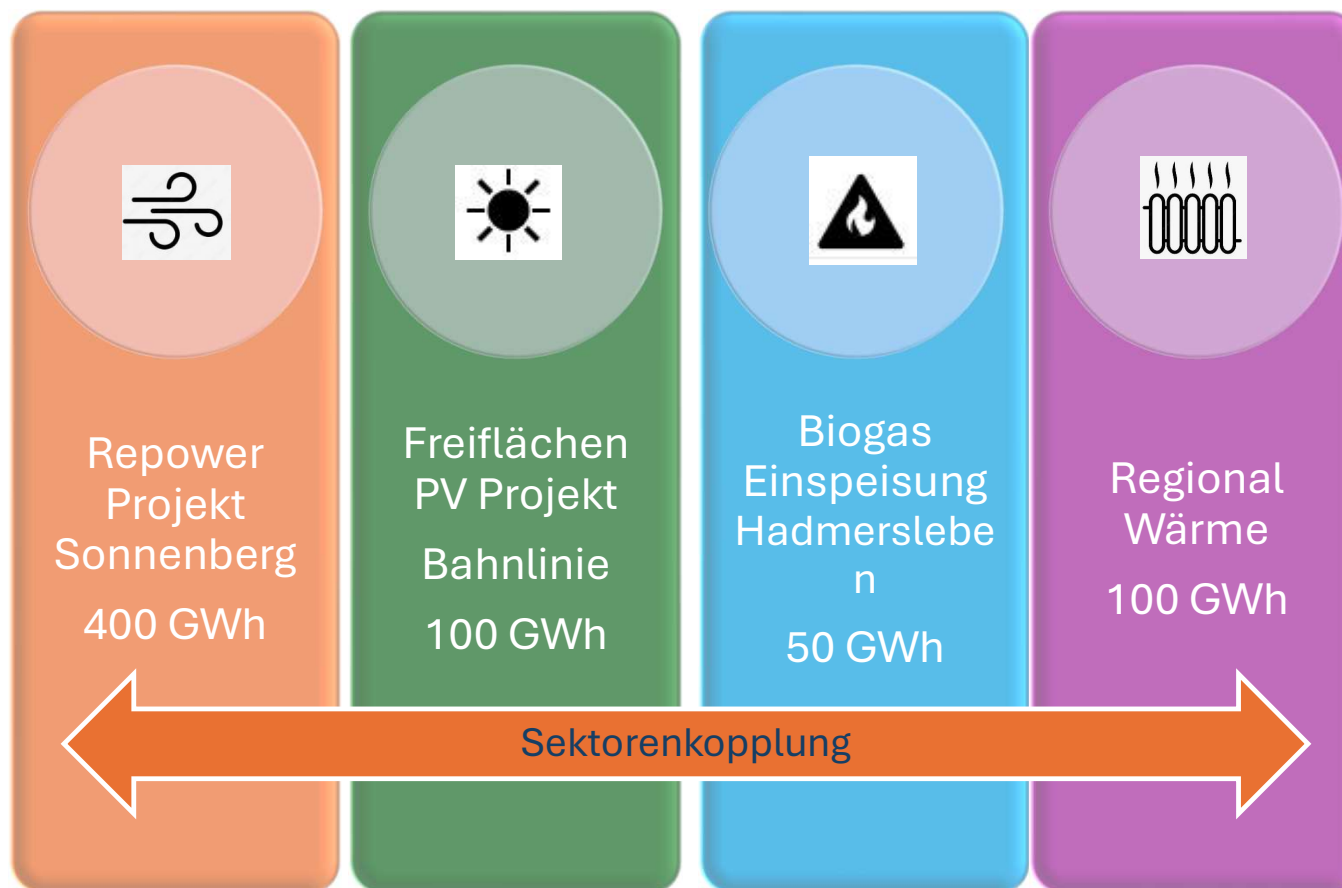 Repower
Projekt
Sonnenberg
400 GWh
Freiflächen
PV Projekt
Bahnlinie
100 GWh
Biogas
Einspeisung
Hadmerslebe
n
50 GWh
Regional
Wärme
100 GWh
Sektorenkopplung